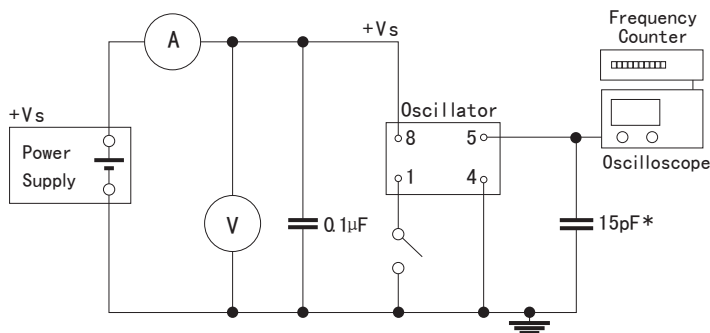 Frequency
Counter
A
+Vs
Oscillator
+Vs
8
5
Power
Supply
Oscilloscope
1
4
V
0.1μF
15pF*